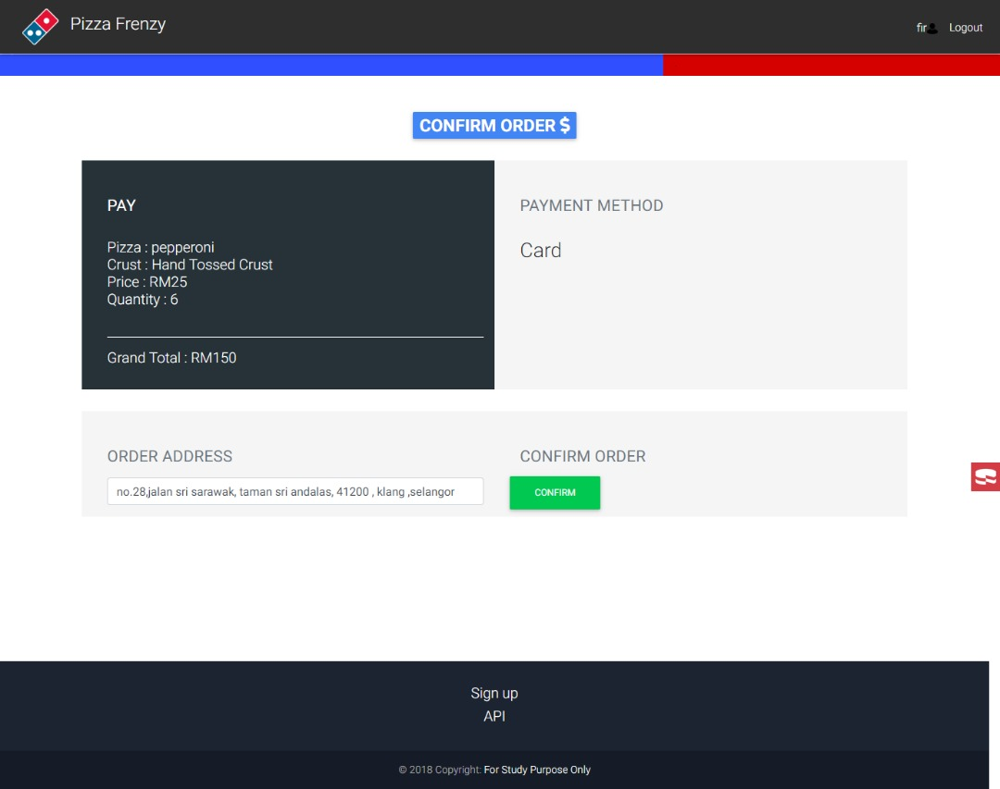 Pizza Frenzy
fir
Logout
CONFIRM ORDER $
PAY
Pizza : pepperoni
Crust : Hand Tossed Crust
Price : RM25
Quantity : 6
Grand Total : RM150
PAYMENT METHOD
Card
ORDER ADDRESS
no.28,jalan sri sarawak, taman sri andalas, 41200 , klang ,selangor
CONFIRM ORDER
CONFIRM
Sign up
API
© 2018 Copyright: For Study Purpose Only